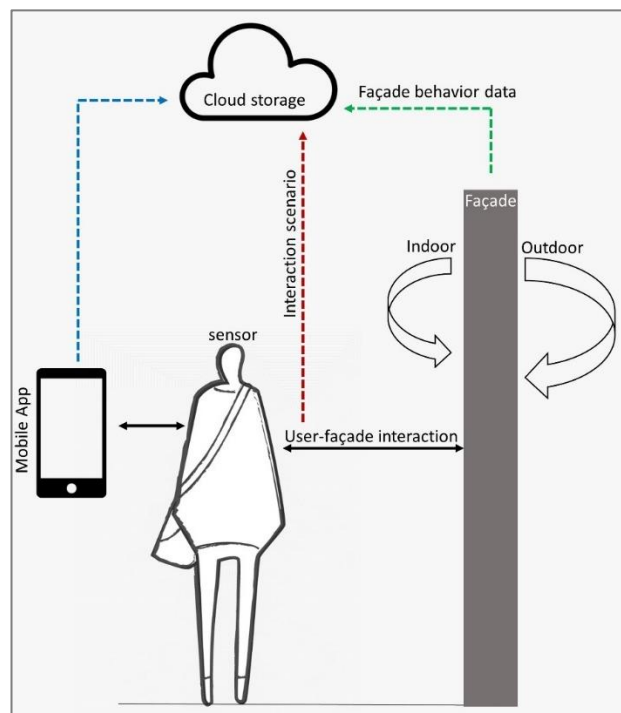 Cloud storage
Façade behavior data
Interaction scenario
Façade
Indoor
Outdoor
sensor
Mobile App
User-façade interaction